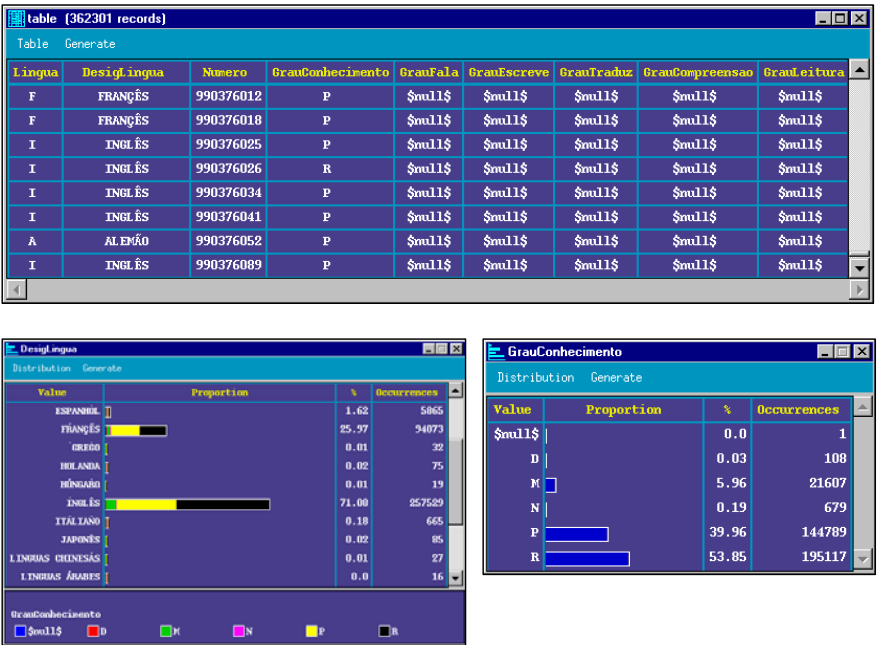 table (362301 records)
Table Generate
Lingua DesigLingua Numero GrauConhecimento GrauFala GrauEscreve GrauTraduz GrauCompreensao GrauLeitura
F FRANÇÊS 990376012 P $null$ $null$ $null$ $null$ $null$
F FRANÇÊS 990376018 P $null$ $null$ $null$ $null$ $null$
I INGLÊS 990376025 P $null$ $null$ $null$ $null$ $null$
I INGLÊS 990376026 R $null$ $null$ $null$ $null$ $null$
I INGLÊS 990376034 P $null$ $null$ $null$ $null$ $null$
I INGLÊS 990376041 P $null$ $null$ $null$ $null$ $null$
A ALEMÃO 990376052 P $null$ $null$ $null$ $null$ $null$
I INGLÊS 990376089 P $null$ $null$ $null$ $null$ $null$
DesigLingua
Distribution Generate
Value Proportion % Occurrences
ESPANHOL 1.62 5865
FRANÇÊS 25.97 94073
GREGO 0.01 32
HOLANDA 0.02 75
HÚNGARO 0.01 19
INGLÊS 71.08 257529
ITALIANO 0.18 665
JAPONÊS 0.02 85
LINGUAS CHINESAS 0.01 27
LINGUAS ÁRABES 0.0 16
GrauConhecimento
$null$ D M N P R
GrauConhecimento
Distribution Generate
Value Proportion % Occurrences
$null$ 0.0 1
D 0.03 108
M 5.96 21607
N 0.19 679
P 39.96 144789
R 53.85 195117